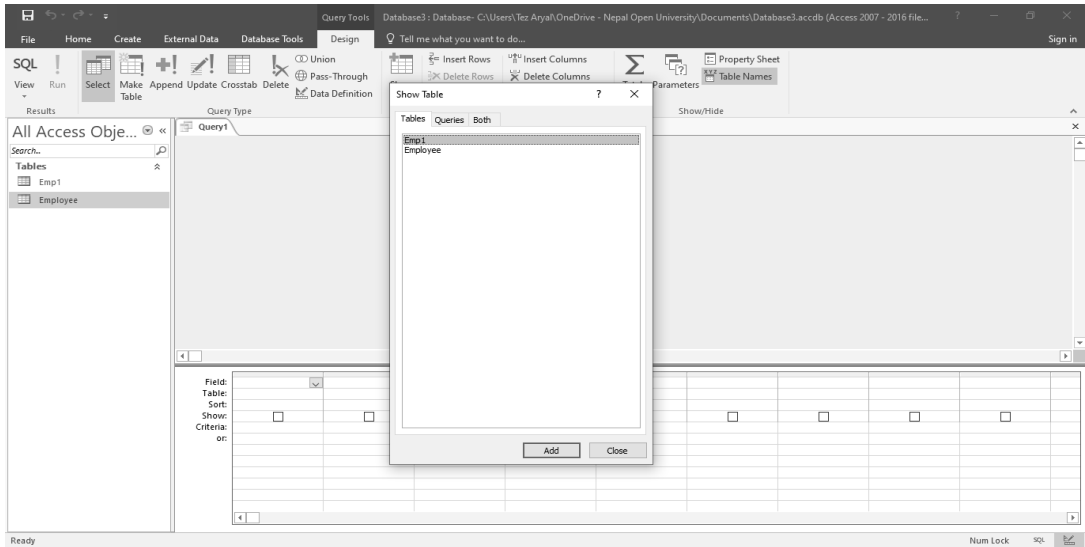 Query Tools Database3 : Database- C:\Users\Tez Aryal\OneDrive - Nepal Open University\Documents\Database3.accdb (Access 2007 - 2016 file... ?
File Home Create External Data Database Tools Design Tell me what you want to do... Sign in
SQL View
Run
Select
Make Table
Append
Update
Crosstab
Delete
Union
Pass-Through
Data Definition
Insert Rows
Delete Rows
Insert Columns
Delete Columns
Parameters
Property Sheet
Table Names
Results
Query Type
Show/Hide
All Access Obje...
Search...
Tables
Emp1
Employee
Query1
Show Table ?
Tables Queries Both
Emp1
Employee
Add Close
Field:
Table:
Sort:
Show:
Criteria:
or:
Ready
Num Lock SQL